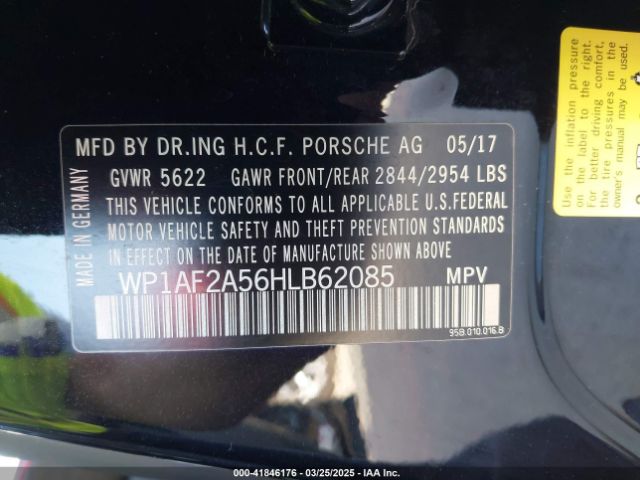 MFD BY DR.ING H.C.F. PORSCHE AG 05/17
GVWR 5622 GAWR FRONT/REAR 2844/2954 LBS
THIS VEHICLE CONFORMS TO ALL APPLICABLE U.S.FEDERAL
MOTOR VEHICLE SAFETY AND THEFT PREVENTION STANDARDS
IN EFFECT ON THE DATE OF MANUFACTURE SHOWN ABOVE
WP1AF2A56HLB62085 MPV
95B.010.016.B
MADE IN GERMANY
Use the inflation pressure
on the label to the right.
For better driving comfort,
the tire pressures in the
owner's manual may be used.
000-41846176 | 03/25/2025 | IAA Inc.